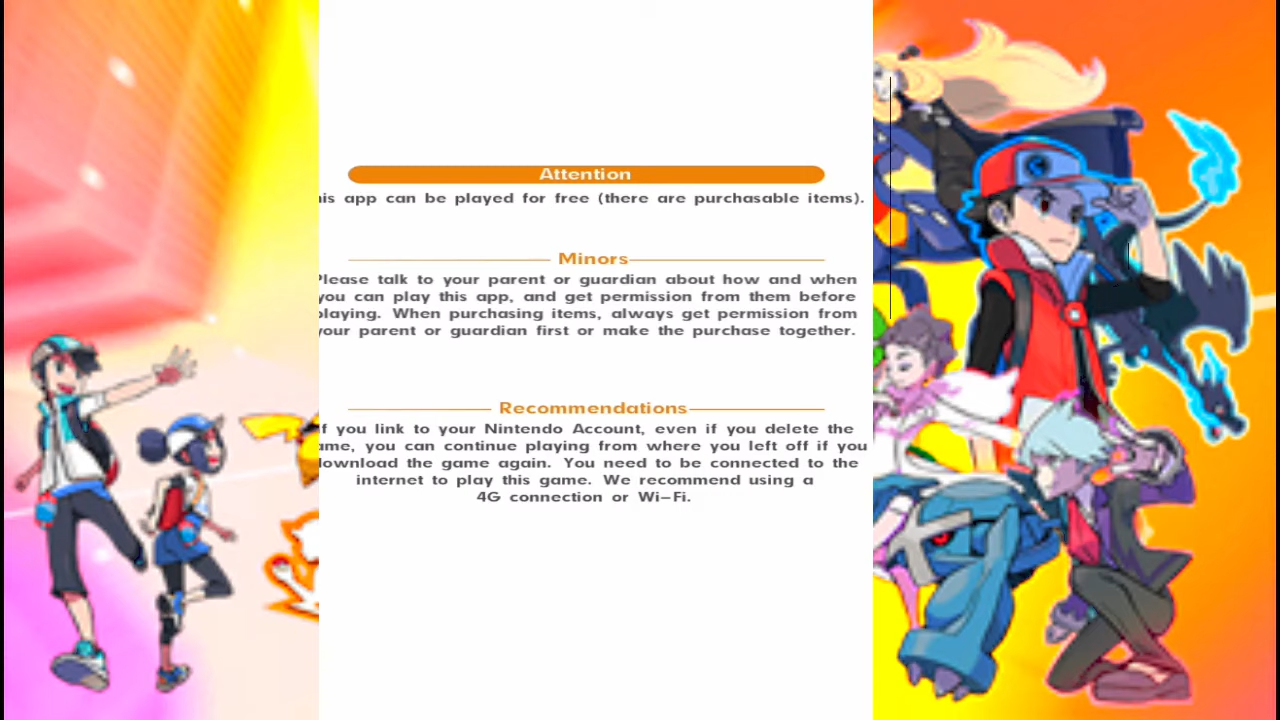 Attention
his app can be played for free (there are purchasable items).
Minors
Please talk to your parent or guardian about how and when
you can play this app, and get permission from them before
playing. When purchasing items, always get permission from
your parent or guardian first or make the purchase together.
Recommendations
If you link to your Nintendo Account, even if you delete the
ame, you can continue playing from where you left off if you
download the game again. You need to be connected to the
internet to play this game. We recommend using a
4G connection or Wi-Fi.